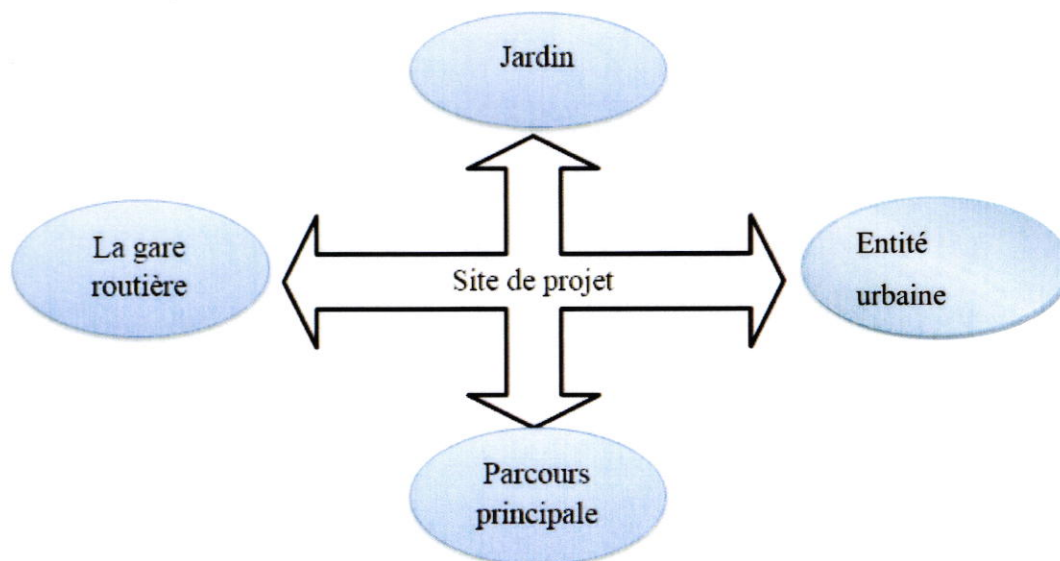 Jardin
La gare
routière
Site de projet
Entité
urbaine
Parcours
principale